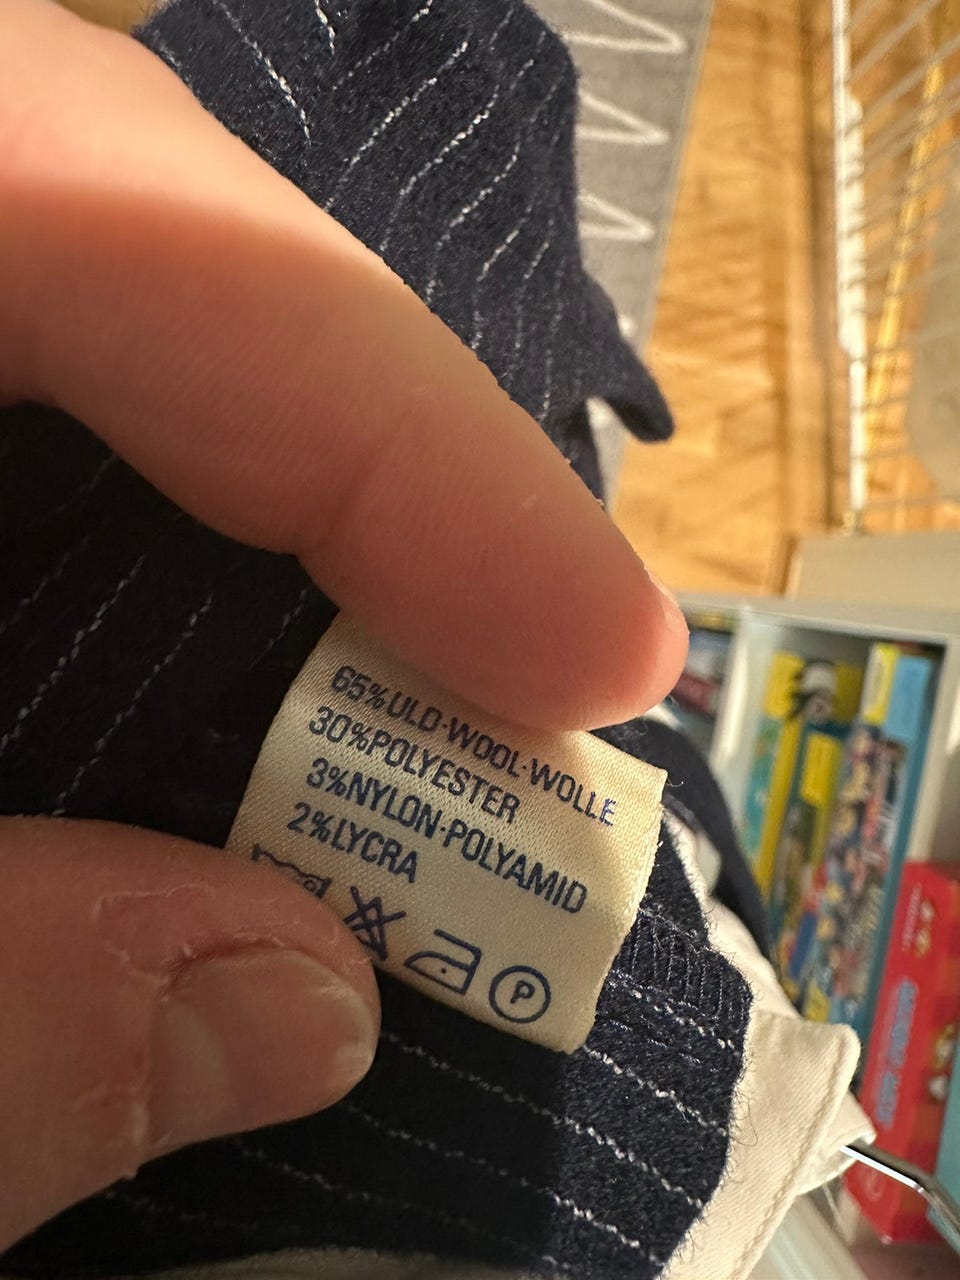 65%ULD·WOOL·WOLLE
30%POLYESTER
3%NYLON·POLYAMID
2%LYCRA
P